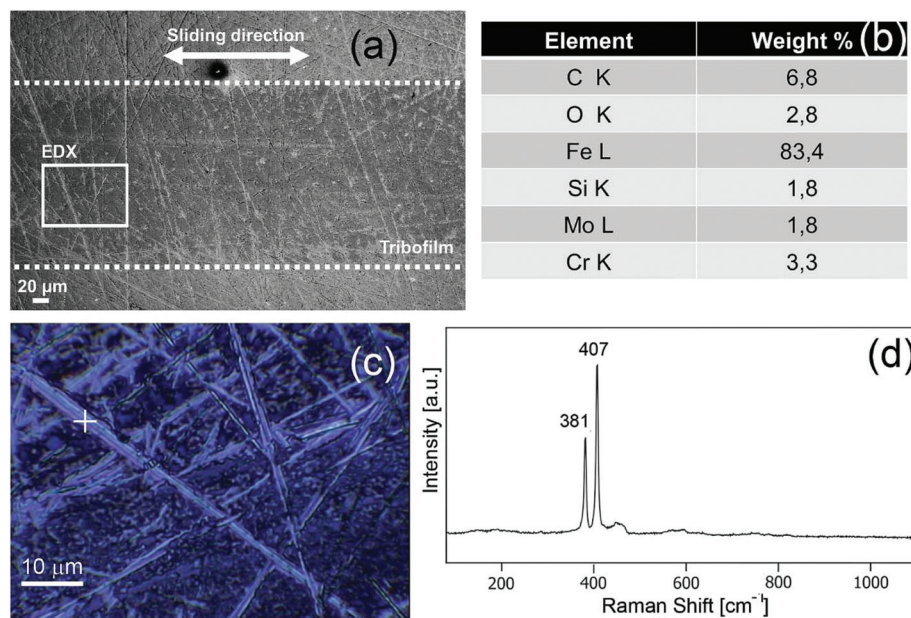 Sliding direction
(a)
EDX
Tribofilm
20 µm
(b)
Element Weight %
C K 6,8
O K 2,8
Fe L 83,4
Si K 1,8
Mo L 1,8
Cr K 3,3
(c)
10 µm
(d)
407
381
Intensity [a.u.]
200 400 600 800 1000
Raman Shift [cm⁻¹]